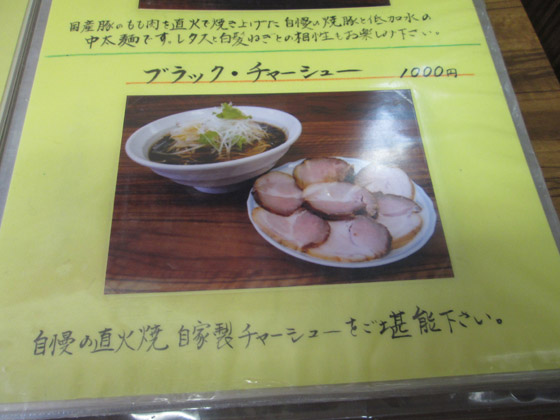 国産豚のもも肉を直火で焼き上げた自慢の焼豚と低加水の
中太麺です。レタスと白髪ねぎとの相性もお楽しみ下さい。
ブラック・チャーシュー 1000円
自慢の直火焼 自家製チャーシューをご堪能下さい。